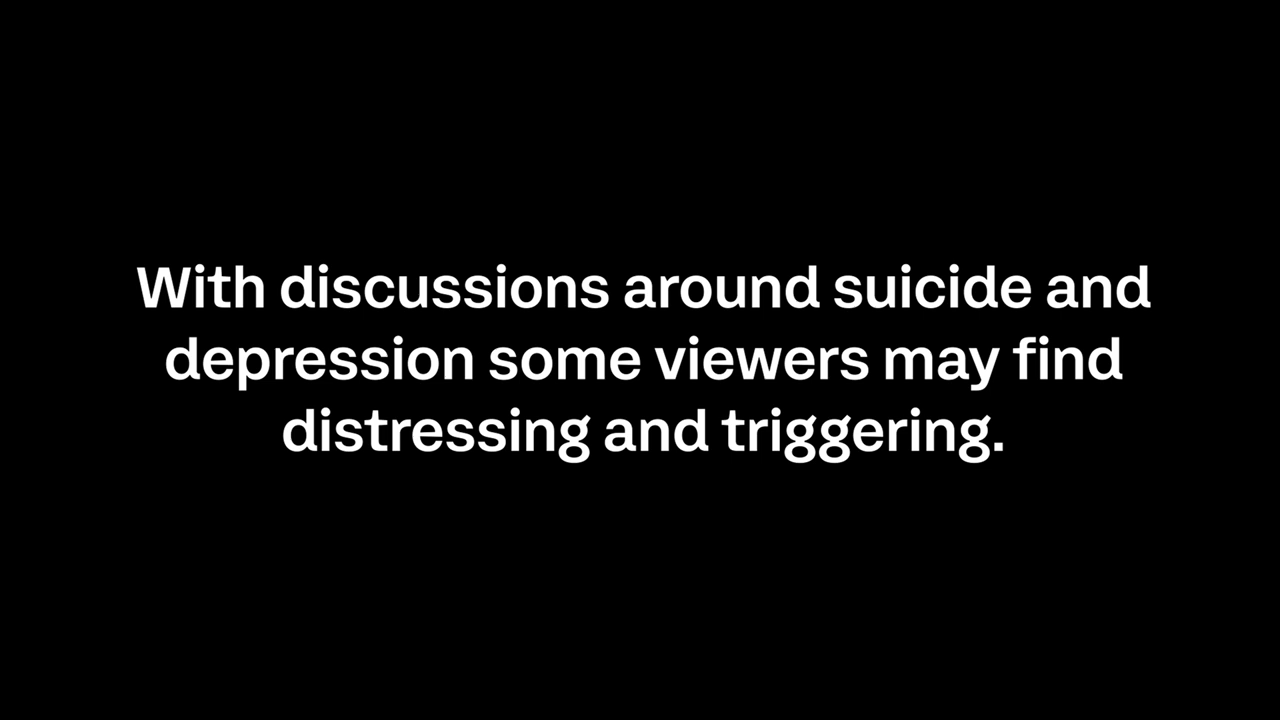 With discussions around suicide and
depression some viewers may find
distressing and triggering.